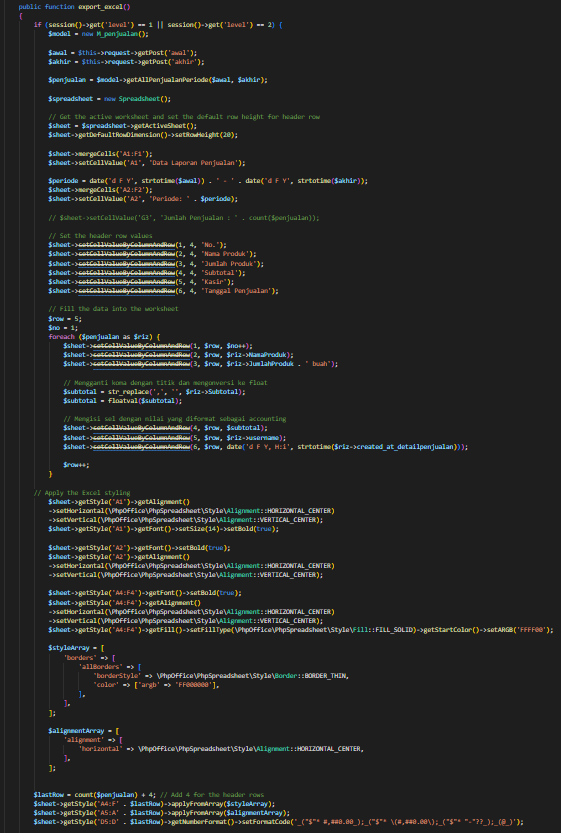 public function export_excel()
{
if (session()->get('level') == 1 || session()->get('level') == 2) {
$model = new M_penjualan();
$awal = $this->request->getPost('awal');
$akhir = $this->request->getPost('akhir');
$penjualan = $model->getAllPenjualanPeriode($awal, $akhir);
$spreadsheet = new Spreadsheet();
// Get the active worksheet and set the default row height for header row
$sheet = $spreadsheet->getActiveSheet();
$sheet->getDefaultRowDimension()->setRowHeight(20);
$sheet->mergeCells('A1:F1');
$sheet->setCellValue('A1', 'Data Laporan Penjualan');
$periode = date('d F Y', strtotime($awal)) . ' - ' . date('d F Y', strtotime($akhir));
$sheet->mergeCells('A2:F2');
$sheet->setCellValue('A2', 'Periode: ' . $periode);
// $sheet->setCellValue('G3', 'Jumlah Penjualan : ' . count($penjualan));
// Set the header row values
$sheet->setCellValueByColumnAndRow(1, 4, 'No.');
$sheet->setCellValueByColumnAndRow(2, 4, 'Nama Produk');
$sheet->setCellValueByColumnAndRow(3, 4, 'Jumlah Produk');
$sheet->setCellValueByColumnAndRow(4, 4, 'Subtotal');
$sheet->setCellValueByColumnAndRow(5, 4, 'Kasir');
$sheet->setCellValueByColumnAndRow(6, 4, 'Tanggal Penjualan');
// Fill the data into the worksheet
$row = 5;
$no = 1;
foreach ($penjualan as $riz) {
$sheet->setCellValueByColumnAndRow(1, $row, $no++);
$sheet->setCellValueByColumnAndRow(2, $row, $riz->NamaProduk);
$sheet->setCellValueByColumnAndRow(3, $row, $riz->JumlahProduk . ' buah');
// Mengganti koma dengan titik dan mengonversi ke float
$subtotal = str_replace(',', '', $riz->Subtotal);
$subtotal = floatval($subtotal);
// Mengisi sel dengan nilai yang diformat sebagai accounting
$sheet->setCellValueByColumnAndRow(4, $row, $subtotal);
$sheet->setCellValueByColumnAndRow(5, $row, $riz->username);
$sheet->setCellValueByColumnAndRow(6, $row, date('d F Y, H:i', strtotime($riz->created_at_detailpenjualan)));
$row++;
}
// Apply the Excel styling
$sheet->getStyle('A1')->getAlignment()
->setHorizontal(\PhpOffice\PhpSpreadsheet\Style\Alignment::HORIZONTAL_CENTER)
->setVertical(\PhpOffice\PhpSpreadsheet\Style\Alignment::VERTICAL_CENTER);
$sheet->getStyle('A1')->getFont()->setSize(14)->setBold(true);
$sheet->getStyle('A2')->getFont()->setBold(true);
$sheet->getStyle('A2')->getAlignment()
->setHorizontal(\PhpOffice\PhpSpreadsheet\Style\Alignment::HORIZONTAL_CENTER)
->setVertical(\PhpOffice\PhpSpreadsheet\Style\Alignment::VERTICAL_CENTER);
$sheet->getStyle('A4:F4')->getFont()->setBold(true);
$sheet->getStyle('A4:F4')->getAlignment()
->setHorizontal(\PhpOffice\PhpSpreadsheet\Style\Alignment::HORIZONTAL_CENTER)
->setVertical(\PhpOffice\PhpSpreadsheet\Style\Alignment::VERTICAL_CENTER);
$sheet->getStyle('A4:F4')->getFill()->setFillType(\PhpOffice\PhpSpreadsheet\Style\Fill::FILL_SOLID)->getStartColor()->setARGB('FFFF00');
$styleArray = [
'borders' => [
'allBorders' => [
'borderStyle' => \PhpOffice\PhpSpreadsheet\Style\Border::BORDER_THIN,
'color' => ['argb' => 'FF000000'],
],
],
];
$alignmentArray = [
'alignment' => [
'horizontal' => \PhpOffice\PhpSpreadsheet\Style\Alignment::HORIZONTAL_CENTER,
],
];
$lastRow = count($penjualan) + 4; // Add 4 for the header rows
$sheet->getStyle('A4:F' . $lastRow)->applyFromArray($styleArray);
$sheet->getStyle('A5:A' . $lastRow)->applyFromArray($alignmentArray);
$sheet->getStyle('D5:D' . $lastRow)->getNumberFormat()->setFormatCode('_("$"* #,##0.00_);_("$"* \(#,##0.00\);_("$"* "-"??_);_(@_)');